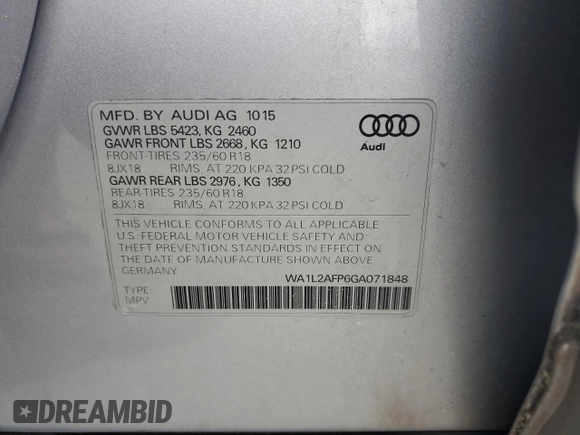 MFD. BY AUDI AG 10 15
GVWR LBS 5423, KG 2460
GAWR FRONT LBS 2668, KG 1210
FRONT-TIRES 235/60 R18
8JX18 RIMS, AT 220 KPA 32 PSI COLD
GAWR REAR LBS 2976, KG 1350
REAR-TIRES 235/60 R18
8JX18 RIMS, AT 220 KPA 32 PSI COLD
Audi
THIS VEHICLE CONFORMS TO ALL APPLICABLE
U.S. FEDERAL MOTOR VEHICLE SAFETY AND
THEFT PREVENTION STANDARDS IN EFFECT ON
THE DATE OF MANUFACTURE SHOWN ABOVE.
GERMANY
WA1L2AFP6GA071848
TYPE:
MPV
DREAMBID